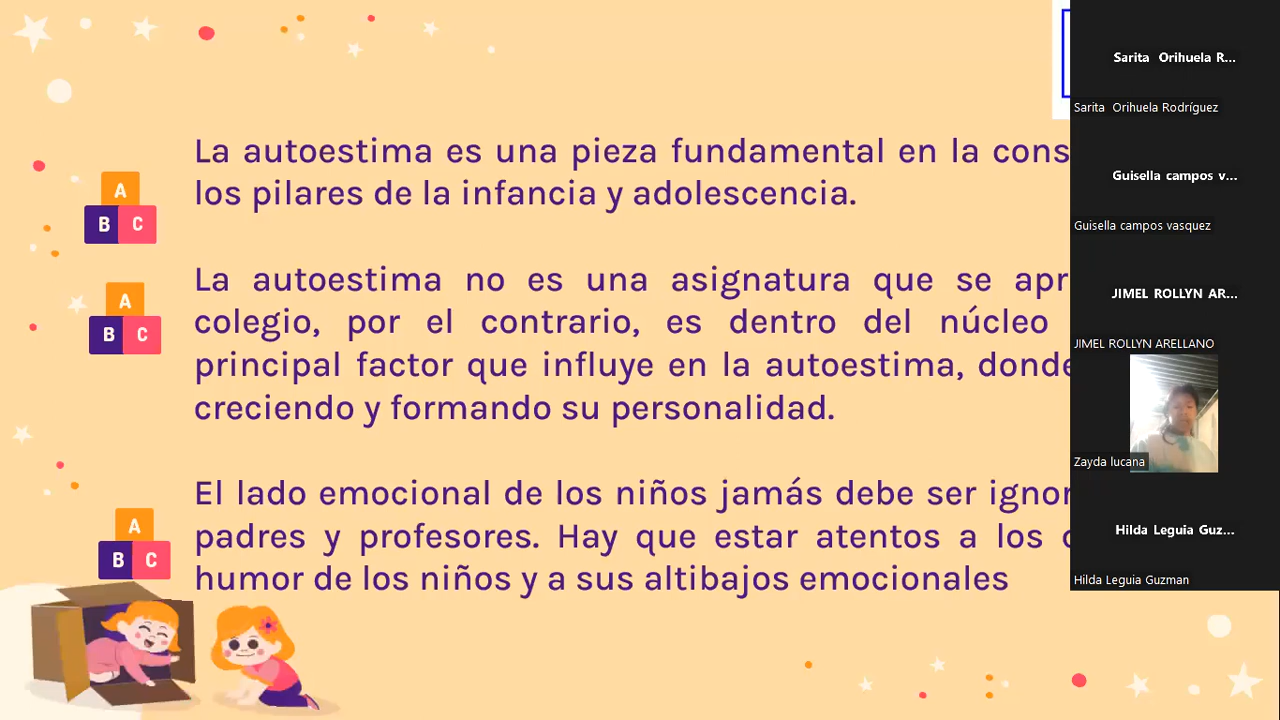 La autoestima es una pieza fundamental en la cons
los pilares de la infancia y adolescencia.
La autoestima no es una asignatura que se apr
colegio, por el contrario, es dentro del núcleo
principal factor que influye en la autoestima, donde
creciendo y formando su personalidad.
El lado emocional de los niños jamás debe ser ignor
padres y profesores. Hay que estar atentos a los
humor de los niños y a sus altibajos emocionales
A
B C
A
B C
A
B C
Sarita Orihuela R...
Sarita Orihuela Rodríguez
Guisella campos v...
Guisella campos vasquez
JIMEL ROLLYN AR...
JIMEL ROLLYN ARELLANO
Zayda lucana
Hilda Leguia Guz...
Hilda Leguia Guzman